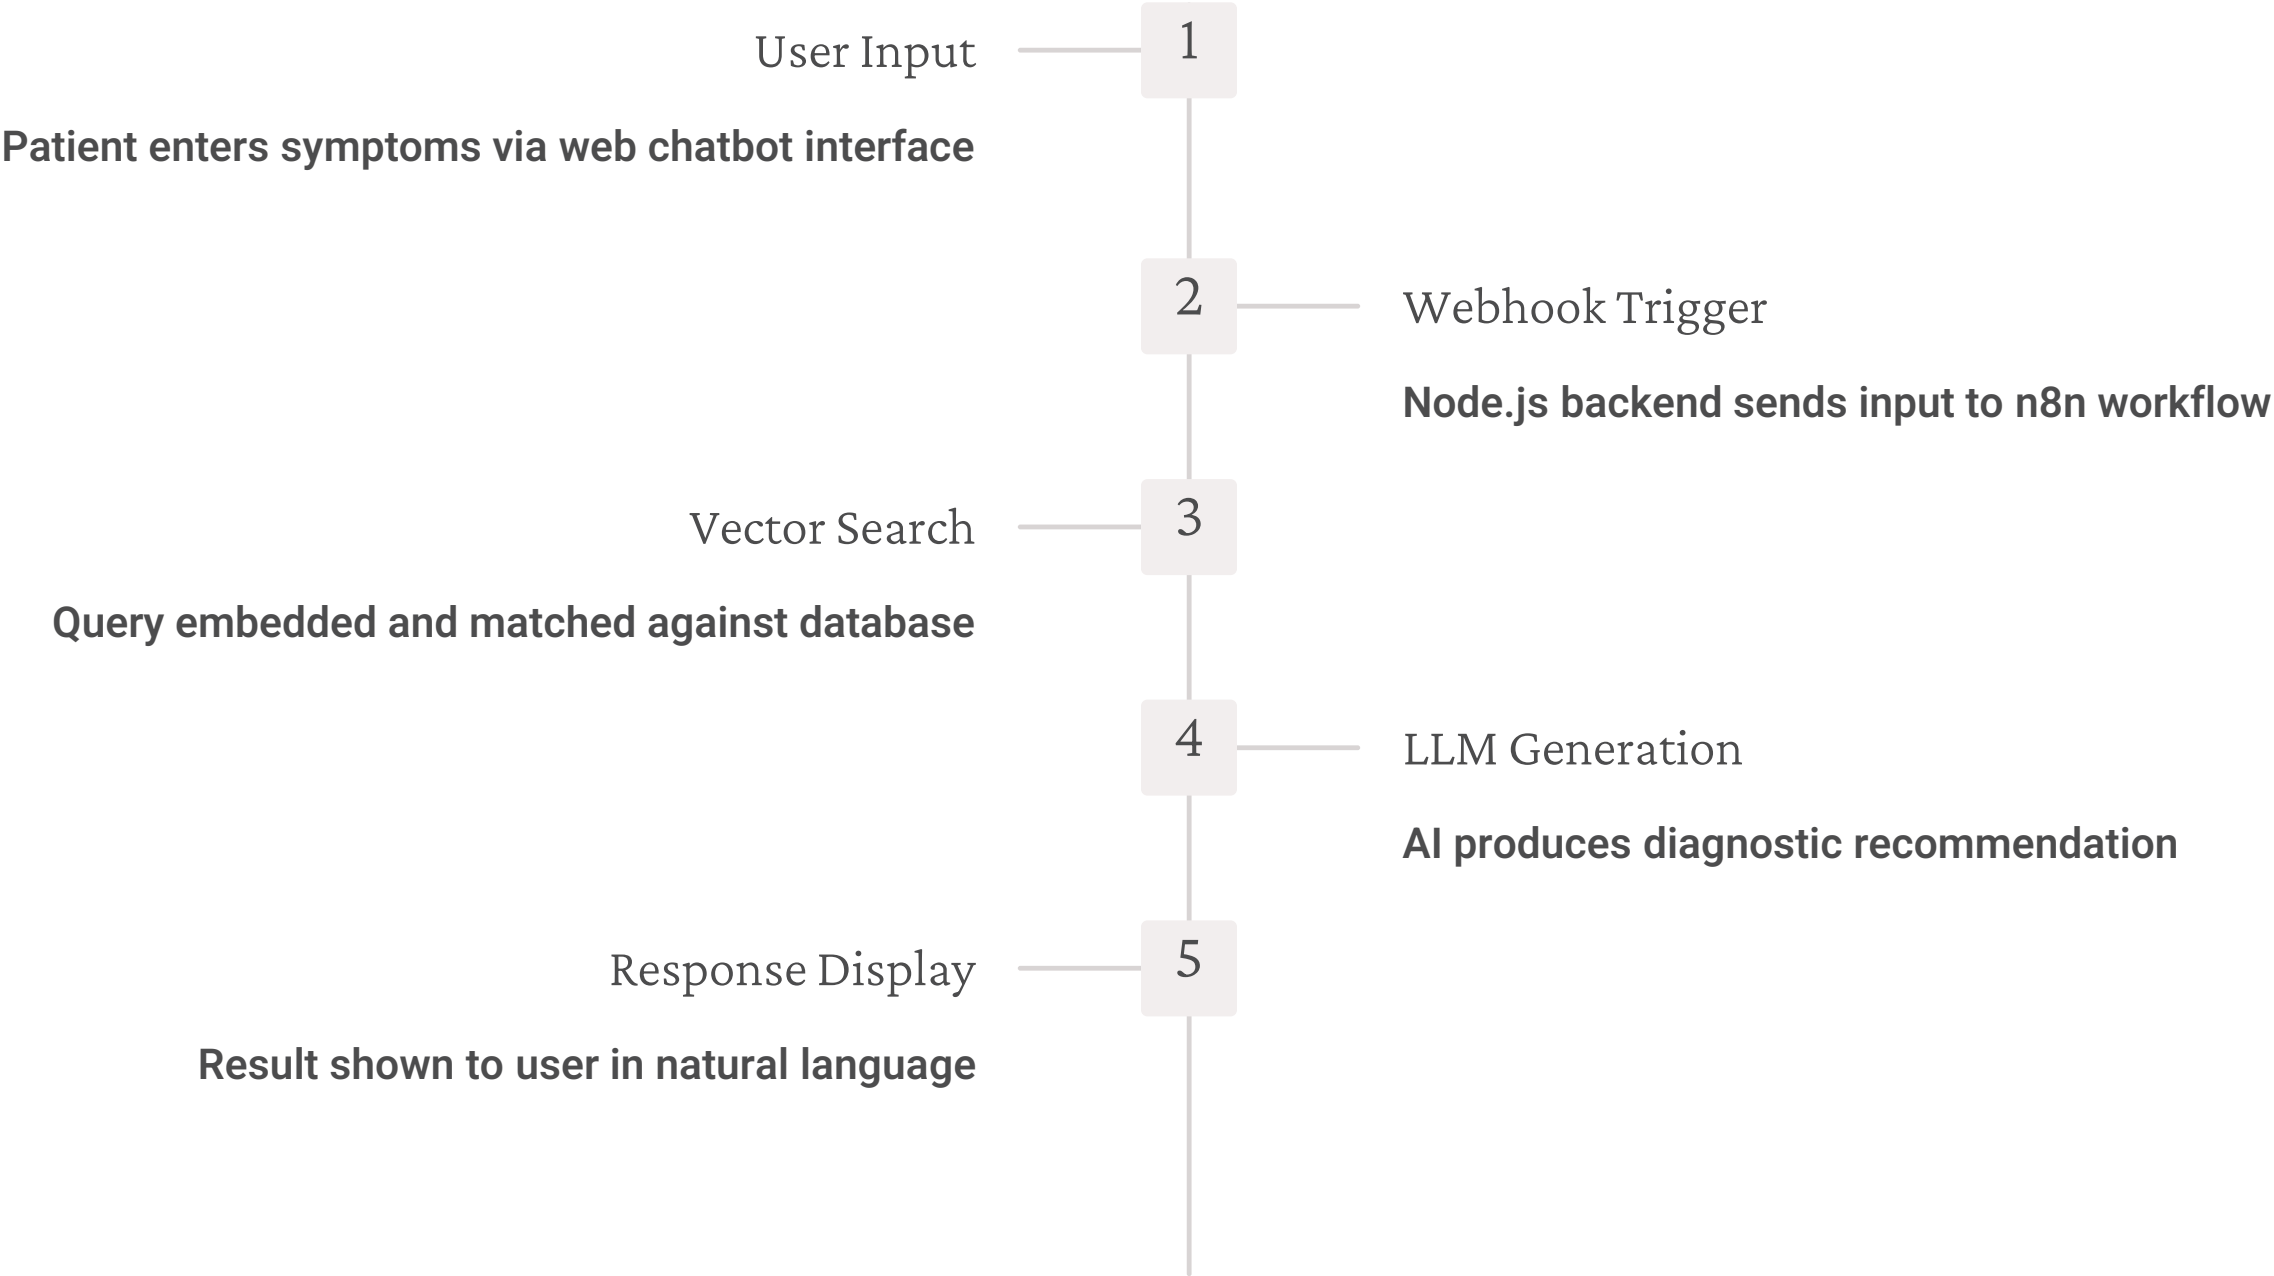 1
User Input
Patient enters symptoms via web chatbot interface
2
Webhook Trigger
Node.js backend sends input to n8n workflow
3
Vector Search
Query embedded and matched against database
4
LLM Generation
AI produces diagnostic recommendation
5
Response Display
Result shown to user in natural language